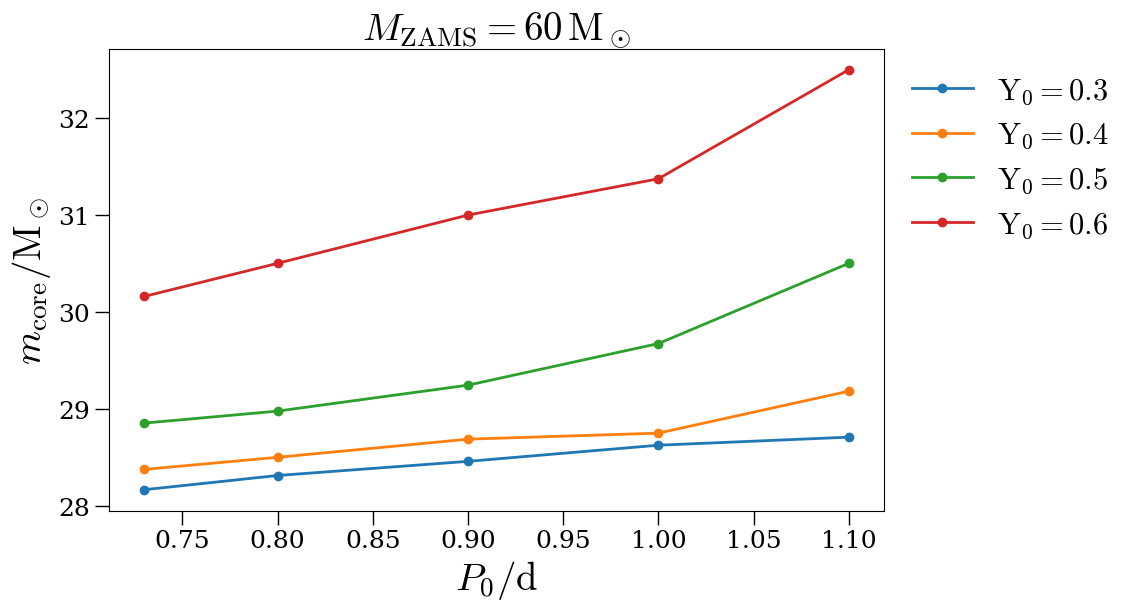 M_ZAMS = 60 M_⊙
m_core/M_⊙
32
31
30
29
28
0.75 0.80 0.85 0.90 0.95 1.00 1.05 1.10
P_0/d
Y_0 = 0.3
Y_0 = 0.4
Y_0 = 0.5
Y_0 = 0.6